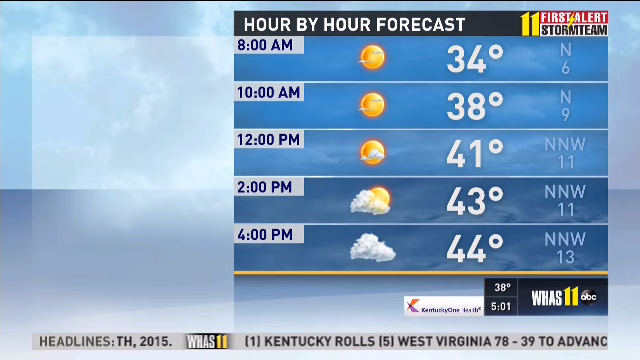 HOUR BY HOUR FORECAST
11 FIRST ALERT
STORMTEAM
8:00 AM 34° N 6
10:00 AM 38° N 9
12:00 PM 41° NNW 11
2:00 PM 43° NNW 11
4:00 PM 44° NNW 13
KentuckyOne Health
38°
5:01
WHAS 11 abc
HEADLINES: TH, 2015. WHAS 11 (1) KENTUCKY ROLLS (5) WEST VIRGINIA 78 - 39 TO ADVANC